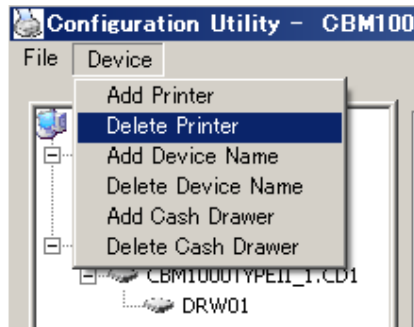 Configuration Utility - CBM100
File Device
Add Printer
Delete Printer
Add Device Name
Delete Device Name
Add Cash Drawer
Delete Cash Drawer
CBM1000TYPEII_1.CD1
DRW01